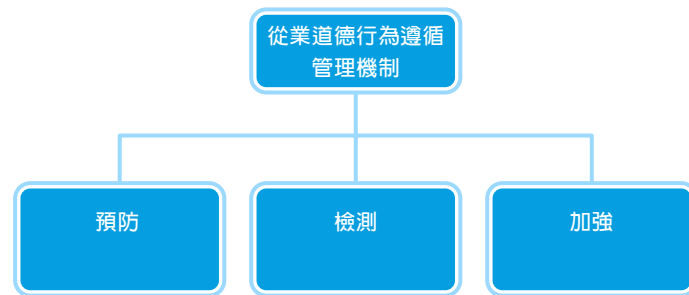 從業道德行為遵循
管理機制
預防
檢測
加強